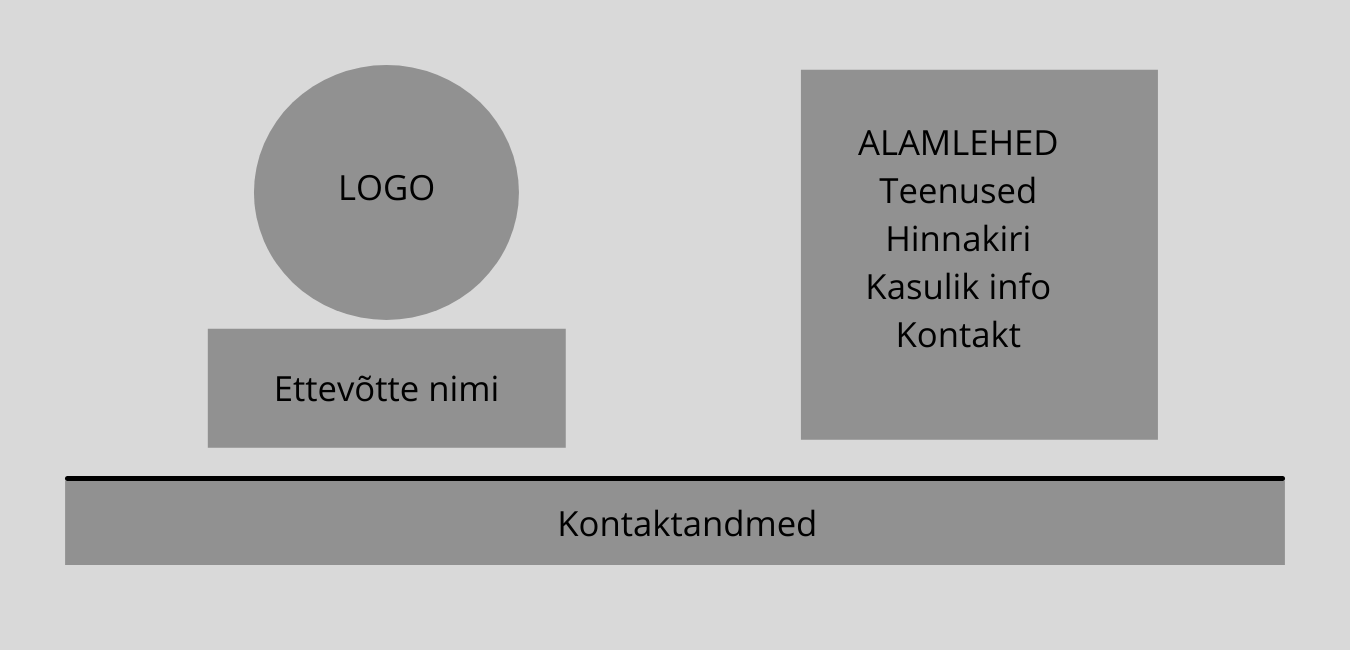 LOGO
Ettevõtte nimi
ALAMLEHED
Teenused
Hinnakiri
Kasulik info
Kontakt
Kontaktandmed